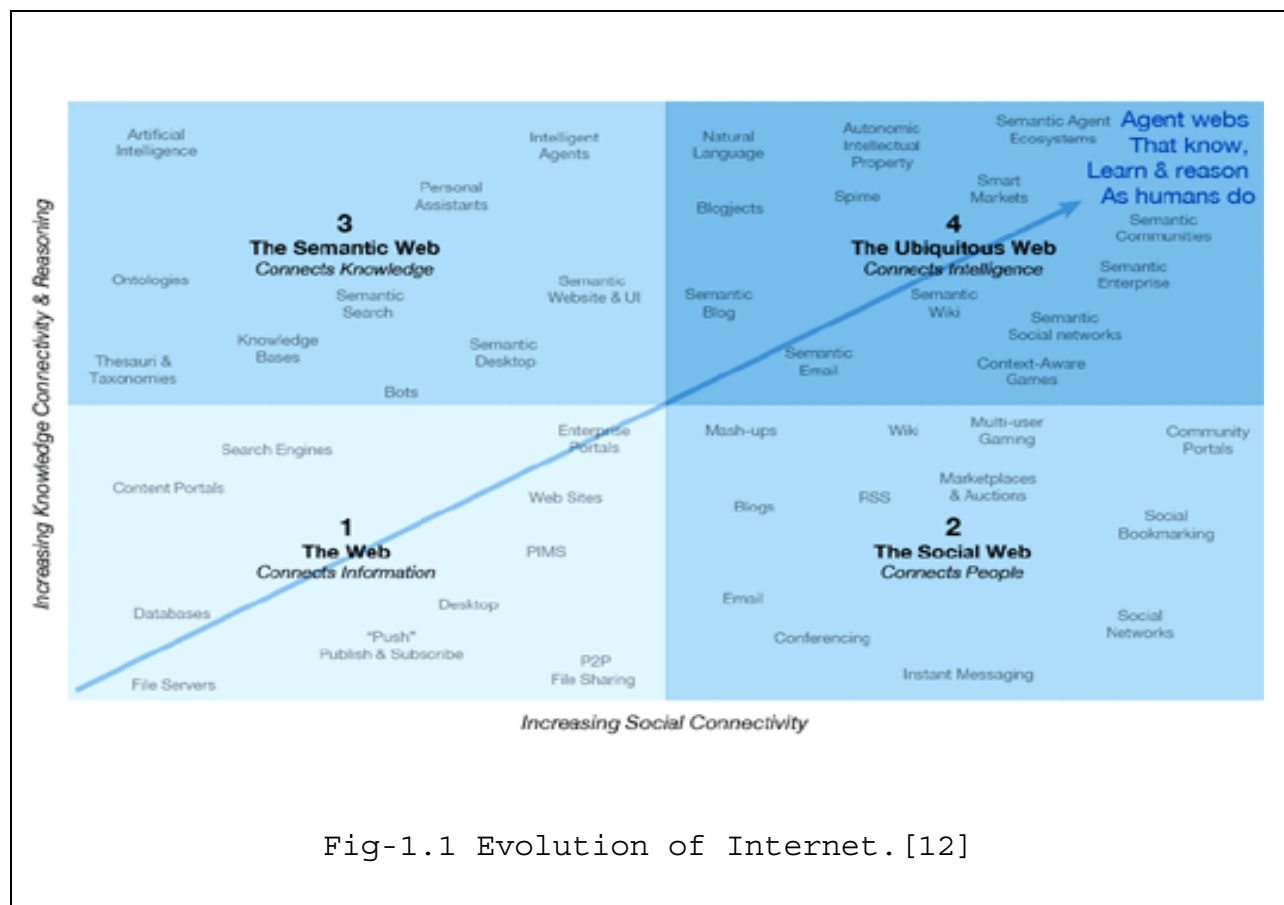 Artificial
Intelligence
Intelligent
Agents
Personal
Assistants
3
The Semantic Web
Connects Knowledge
Ontologies
Semantic
Search
Semantic
Website & UI
Knowledge
Bases
Semantic
Desktop
Thesauri &
Taxonomies
Bots
Natural
Language
Autonomic
Intellectual
Property
Semantic Agent
Ecosystems
Agent webs
That know,
Learn & reason
As humans do
Blogjects
Spime
Smart
Markets
4
The Ubiquitous Web
Connects Intelligence
Semantic
Communities
Semantic
Enterprise
Semantic
Blog
Semantic
Wiki
Semantic
Social networks
Semantic
Email
Context-Aware
Games
Search Engines
Enterprise
Portals
Content Portals
Web Sites
1
The Web
Connects Information
PIMS
Databases
Desktop
"Push"
Publish & Subscribe
File Servers
P2P
File Sharing
Mash-ups
Wiki
Multi-user
Gaming
Community
Portals
Blogs
RSS
Marketplaces
& Auctions
2
The Social Web
Connects People
Social
Bookmarking
Email
Conferencing
Social
Networks
Instant Messaging
Increasing Knowledge Connectivity & Reasoning
Increasing Social Connectivity
Fig-1.1 Evolution of Internet.[12]